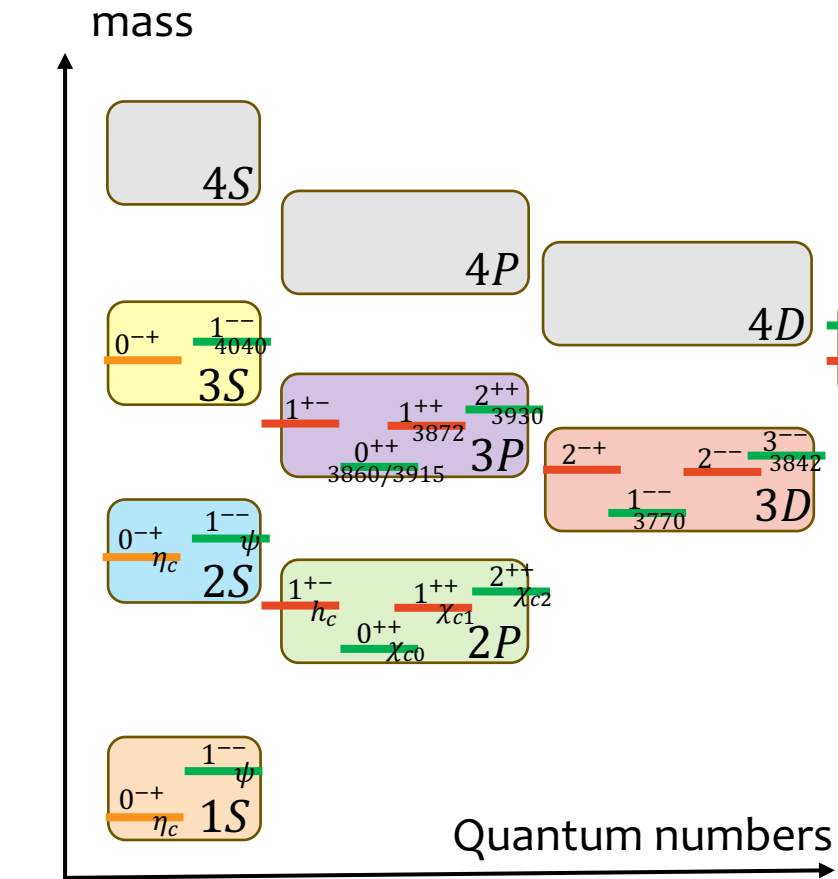 mass
4S
4P
4D
0⁻⁺
1⁻⁻
4040
3S
1⁺⁻
0⁺⁺
3860/3915
1⁺⁺
3872
2⁺⁺
3930
3P
2⁻⁺
1⁻⁻
3770
2⁻⁻
3⁻⁻
3842
3D
0⁻⁺
η_c
1⁻⁻
ψ
2S
1⁺⁻
h_c
0⁺⁺
χ_c0
1⁺⁺
χ_c1
2⁺⁺
χ_c2
2P
0⁻⁺
η_c
1⁻⁻
ψ
1S
Quantum numbers